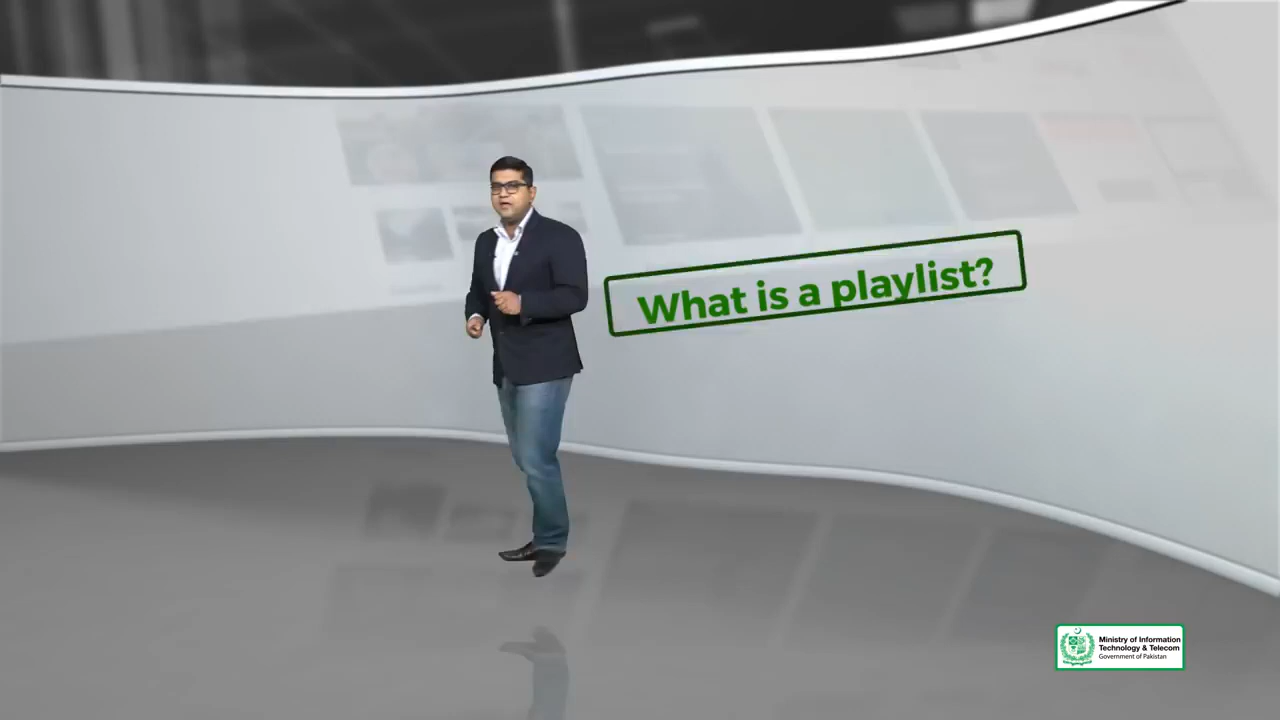 What is a playlist?
Ministry of Information
Technology & Telecom
Government of Pakistan